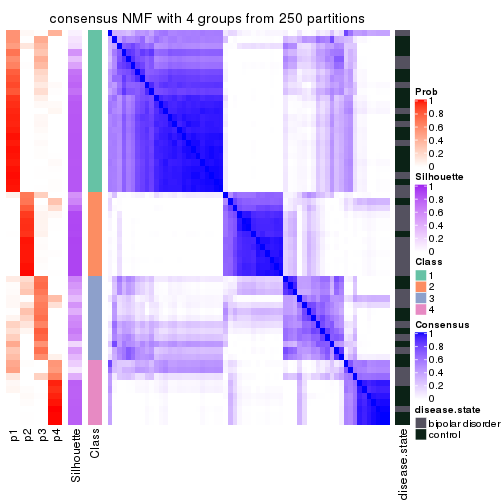 consensus NMF with 4 groups from 250 partitions
Prob
1
0.8
0.6
0.4
0.2
0
Silhouette
1
0.8
0.6
0.4
0.2
0
Class
1
2
3
4
Consensus
1
0.8
0.6
0.4
0.2
0
disease.state
bipolar disorder
control
p1
p2
p3
p4
Silhouette
Class
disease.state